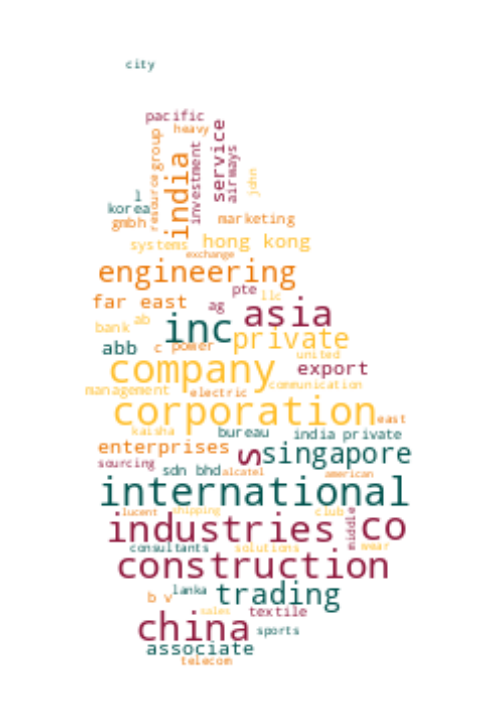 city
pacific
heavy
service
group
resource
india
investment
airways
john
l
korea
gmbh
marketing
systems
hong kong
exchange
engineering
pte
llc
far east
ag
asia
bank
ab
inc
private
abb
c
power
united
export
company
communication
management
electric
corporation
east
kaisha
bureau
india private
enterprises
s
singapore
sourcing
sdn bhd
alcatel
american
international
lucent
shipping
club
middle
industries
co
consultants
solutions
wear
construction
b v
lanka
trading
sales
textile
china
sports
associate
telecom